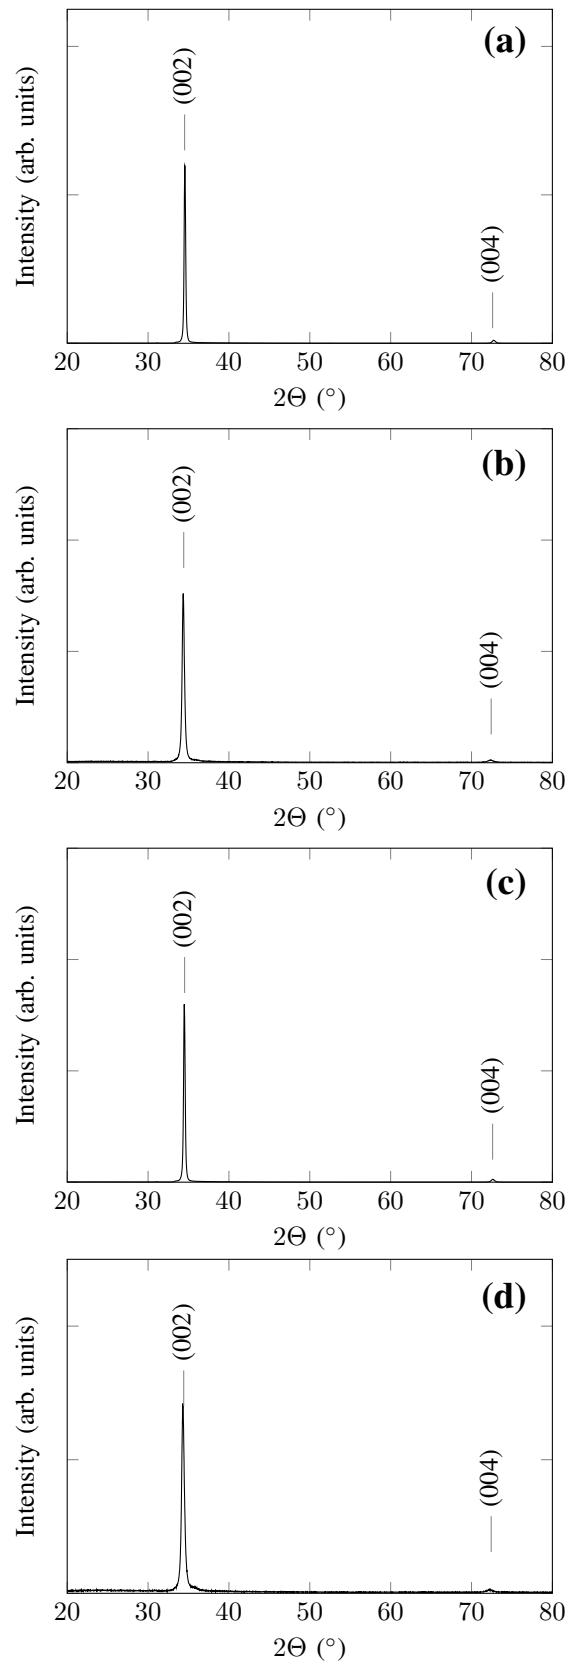 (a)
(002)
(004)
Intensity (arb. units)
20 30 40 50 60 70 80
2Θ (°)
(b)
(002)
(004)
Intensity (arb. units)
20 30 40 50 60 70 80
2Θ (°)
(c)
(002)
(004)
Intensity (arb. units)
20 30 40 50 60 70 80
2Θ (°)
(d)
(002)
(004)
Intensity (arb. units)
20 30 40 50 60 70 80
2Θ (°)